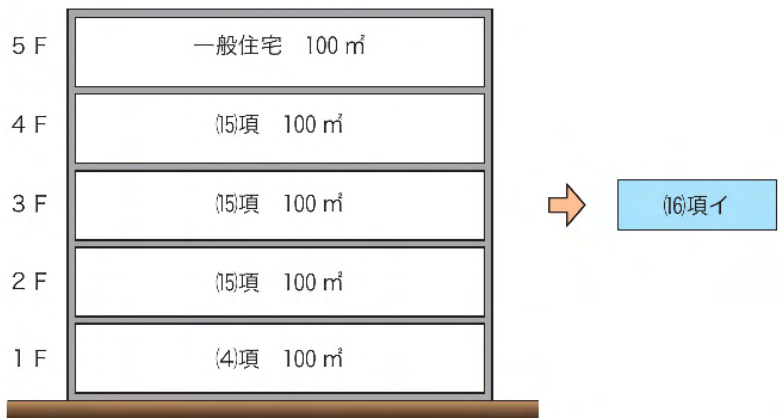 5 F 一般住宅 100 ㎡
4 F ⒂項 100 ㎡
3 F ⒂項 100 ㎡
⒃項イ
2 F ⒂項 100 ㎡
1 F ⑷項 100 ㎡